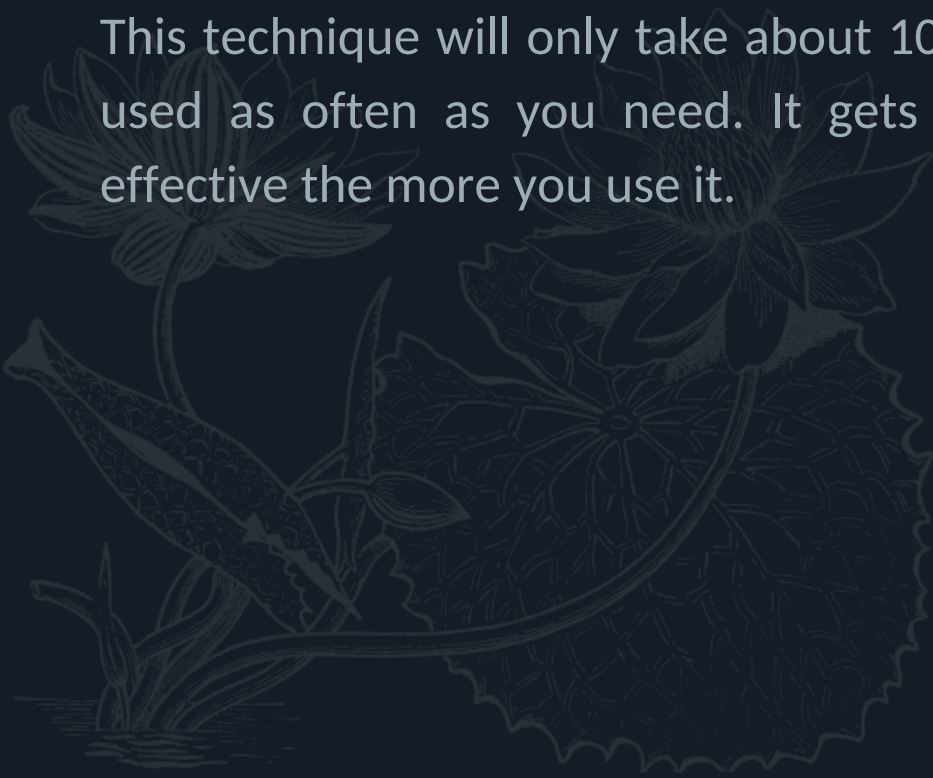 This technique will only take about 10
used as often as you need. It gets
effective the more you use it.